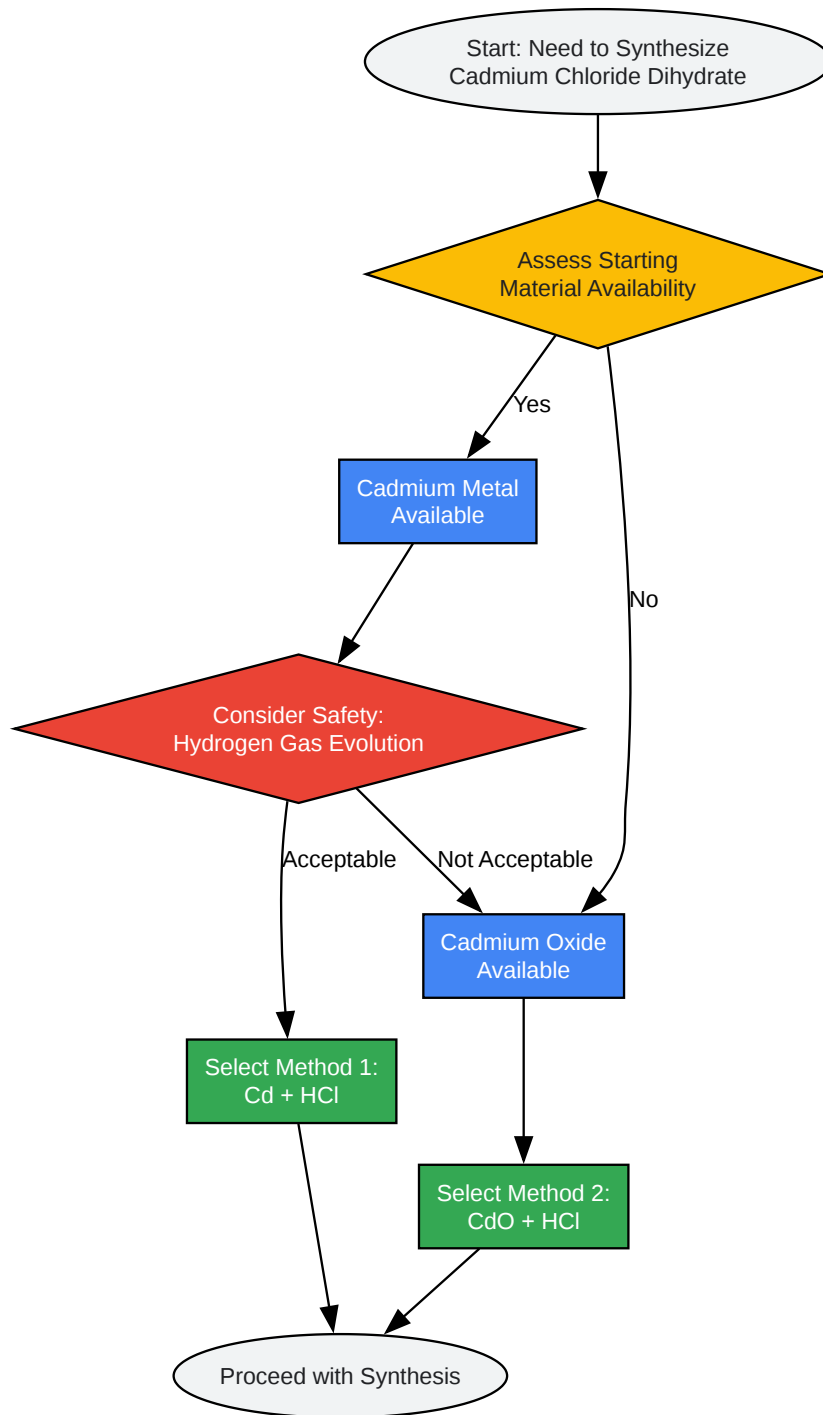 Start: Need to Synthesize
Cadmium Chloride Dihydrate
Assess Starting
Material Availability
Yes
Cadmium Metal
Available
No
Consider Safety:
Hydrogen Gas Evolution
Acceptable
Not Acceptable
Cadmium Oxide
Available
Select Method 1:
Cd + HCl
Select Method 2:
CdO + HCl
Proceed with Synthesis